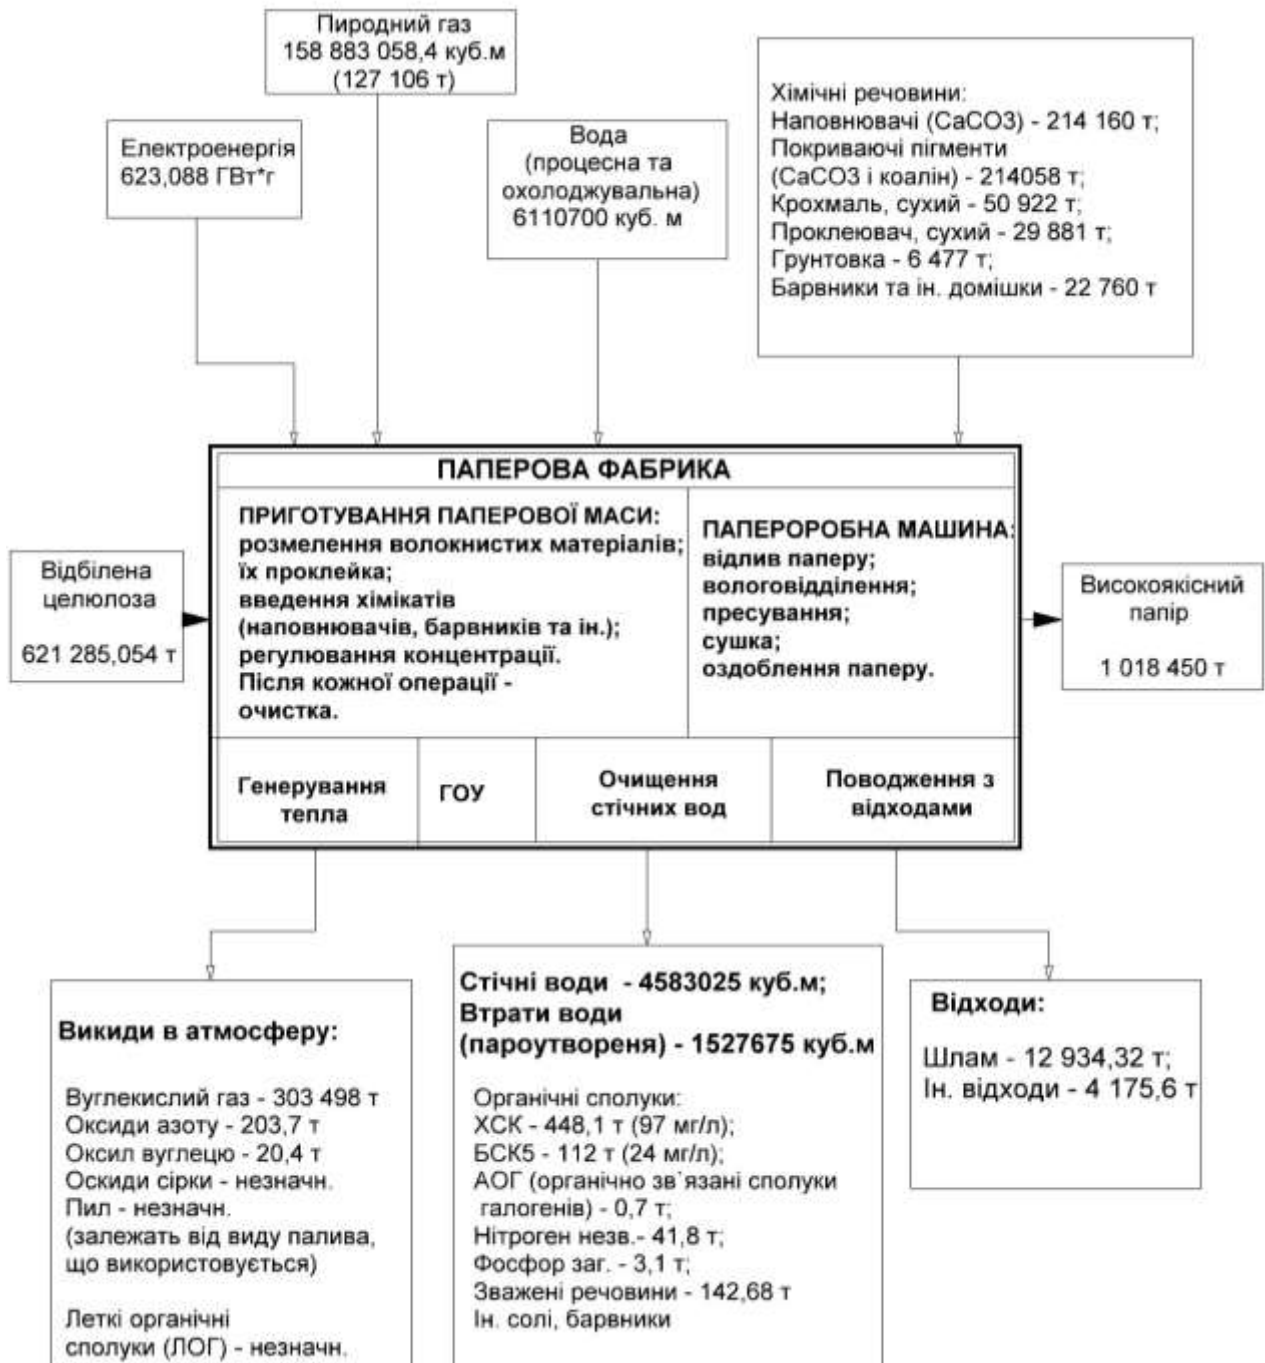 Пиродний газ
158 883 058,4 куб.м
(127 106 т)
Електроенергія
623,088 ГВт*г
Вода
(процесна та
охолоджувальна)
6110700 куб. м
Хімічні речовини:
Наповнювачі (CaCO3) - 214 160 т;
Покриваючі пігменти
(CaCO3 і коалін) - 214058 т;
Крохмаль, сухий - 50 922 т;
Проклеювач, сухий - 29 881 т;
Грунтовка - 6 477 т;
Барвники та ін. домішки - 22 760 т
ПАПЕРОВА ФАБРИКА
ПРИГОТУВАННЯ ПАПЕРОВОЇ МАСИ:
розмелення волокнистих матеріалів;
їх проклейка;
введення хімікатів
(наповнювачів, барвників та ін.);
регулювання концентрації.
Після кожної операції -
очистка.
ПАПЕРОРОБНА МАШИНА:
відлив паперу;
вологовідділення;
пресування;
сушка;
оздоблення паперу.
Відбілена
целюлоза
621 285,054 т
Високоякісний
папір
1 018 450 т
Генерування
тепла
ГОУ
Очищення
стічних вод
Поводження з
відходами
Викиди в атмосферу:
Вуглекислий газ - 303 498 т
Оксиди азоту - 203,7 т
Оксил вуглецю - 20,4 т
Оскиди сірки - незначн.
Пил - незначн.
(залежать від виду палива,
що використовується)
Леткі органічні
сполуки (ЛОГ) - незначн.
Стічні води - 4583025 куб.м;
Втрати води
(пароутвореня) - 1527675 куб.м
Органічні сполуки:
ХСК - 448,1 т (97 мг/л);
БСК5 - 112 т (24 мг/л);
АОГ (органічно зв`язані сполуки
галогенів) - 0,7 т;
Нітроген незв.- 41,8 т;
Фосфор заг. - 3,1 т;
Зважені речовини - 142,68 т
Ін. солі, барвники
Відходи:
Шлам - 12 934,32 т;
Ін. відходи - 4 175,6 т